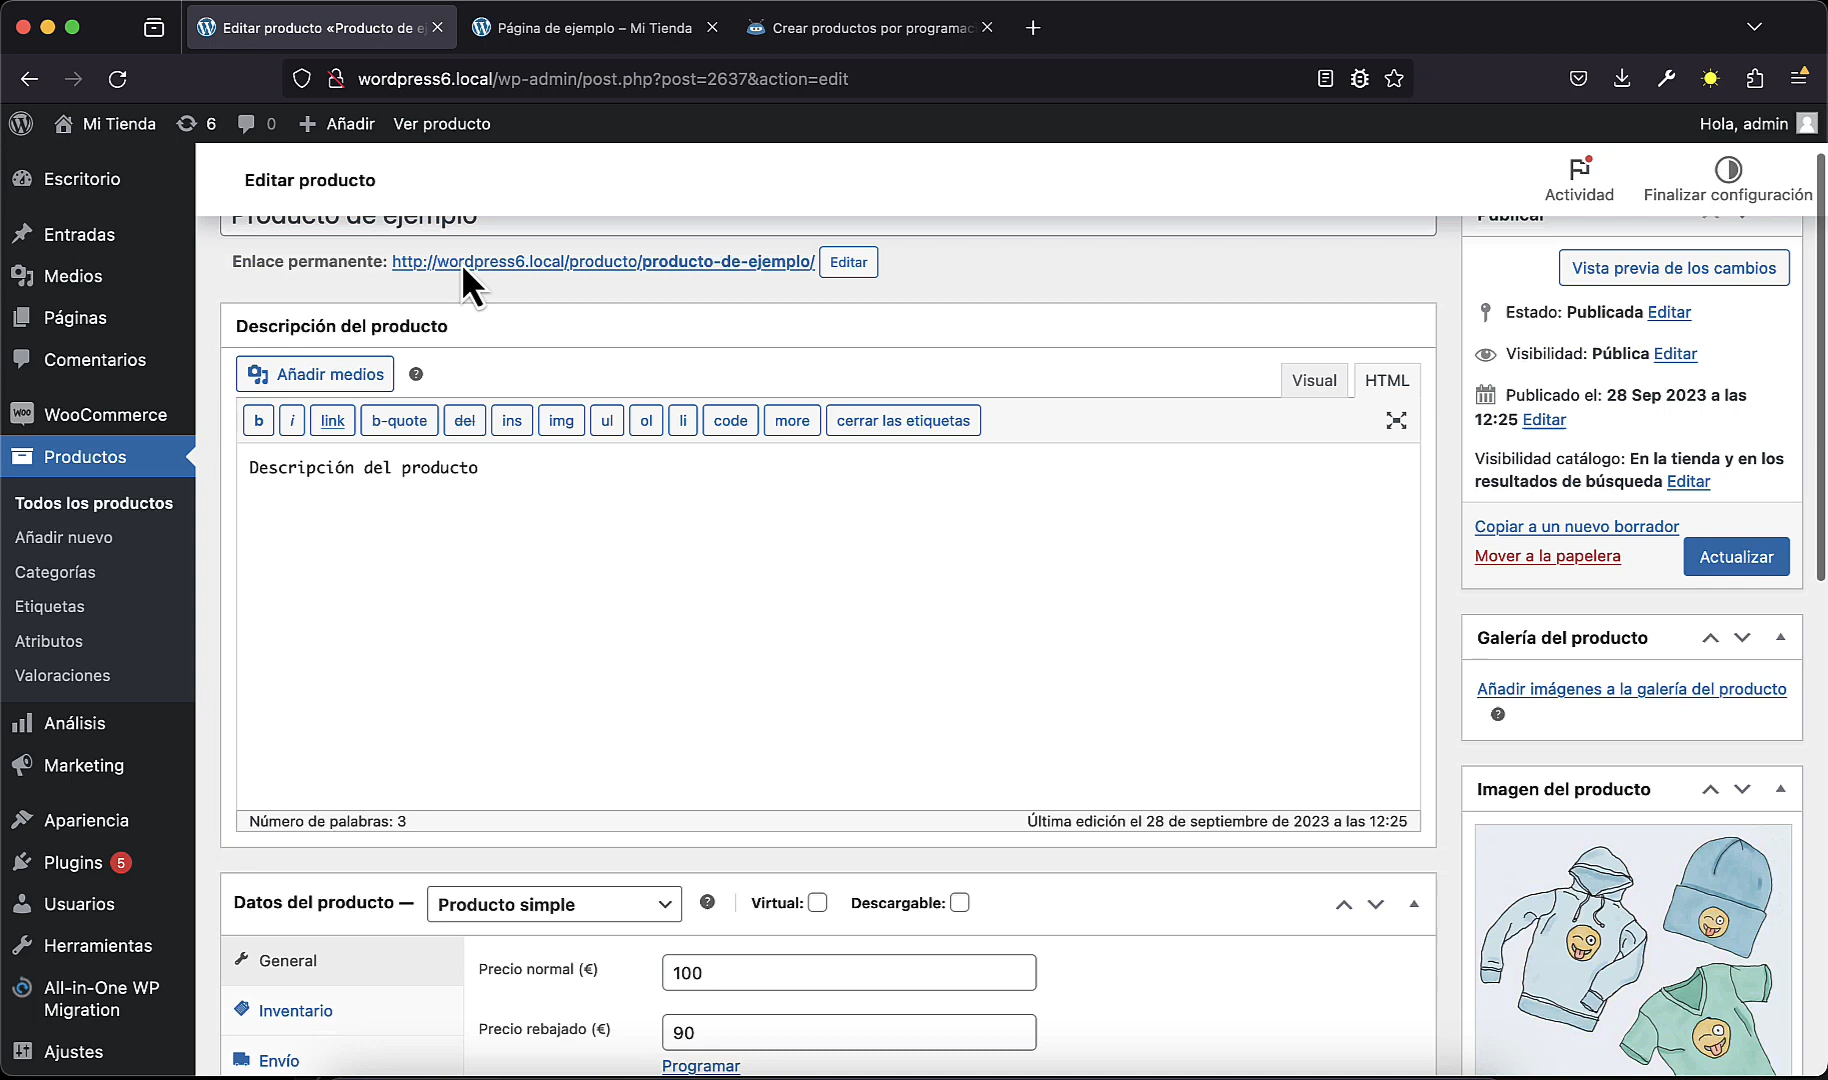 Editar producto «Producto de e
Página de ejemplo – Mi Tienda
Crear productos por programac
wordpress6.local/wp-admin/post.php?post=2637&action=edit
Mi Tienda
6
0
Añadir
Ver producto
Hola, admin
Escritorio
Entradas
Medios
Páginas
Comentarios
WOO
WooCommerce
Productos
Todos los productos
Añadir nuevo
Categorías
Etiquetas
Atributos
Valoraciones
Análisis
Marketing
Apariencia
Plugins 5
Usuarios
Herramientas
All-in-One WP
Migration
Ajustes
Editar producto
Actividad
Finalizar configuración
Producto de ejemplo
Enlace permanente: http://wordpress6.local/producto/producto-de-ejemplo/ Editar
Descripción del producto
Añadir medios
Visual
HTML
b
i
link
b-quote
del
ins
img
ul
ol
li
code
more
cerrar las etiquetas
Descripción del producto
Número de palabras: 3
Última edición el 28 de septiembre de 2023 a las 12:25
Datos del producto —
Producto simple
Virtual:
Descargable:
General
Inventario
Envío
Precio normal (€)
100
Precio rebajado (€)
90
Programar
Publicar
Vista previa de los cambios
Estado: Publicada Editar
Visibilidad: Pública Editar
Publicado el: 28 Sep 2023 a las
12:25 Editar
Visibilidad catálogo: En la tienda y en los
resultados de búsqueda Editar
Copiar a un nuevo borrador
Mover a la papelera
Actualizar
Galería del producto
Añadir imágenes a la galería del producto
Imagen del producto